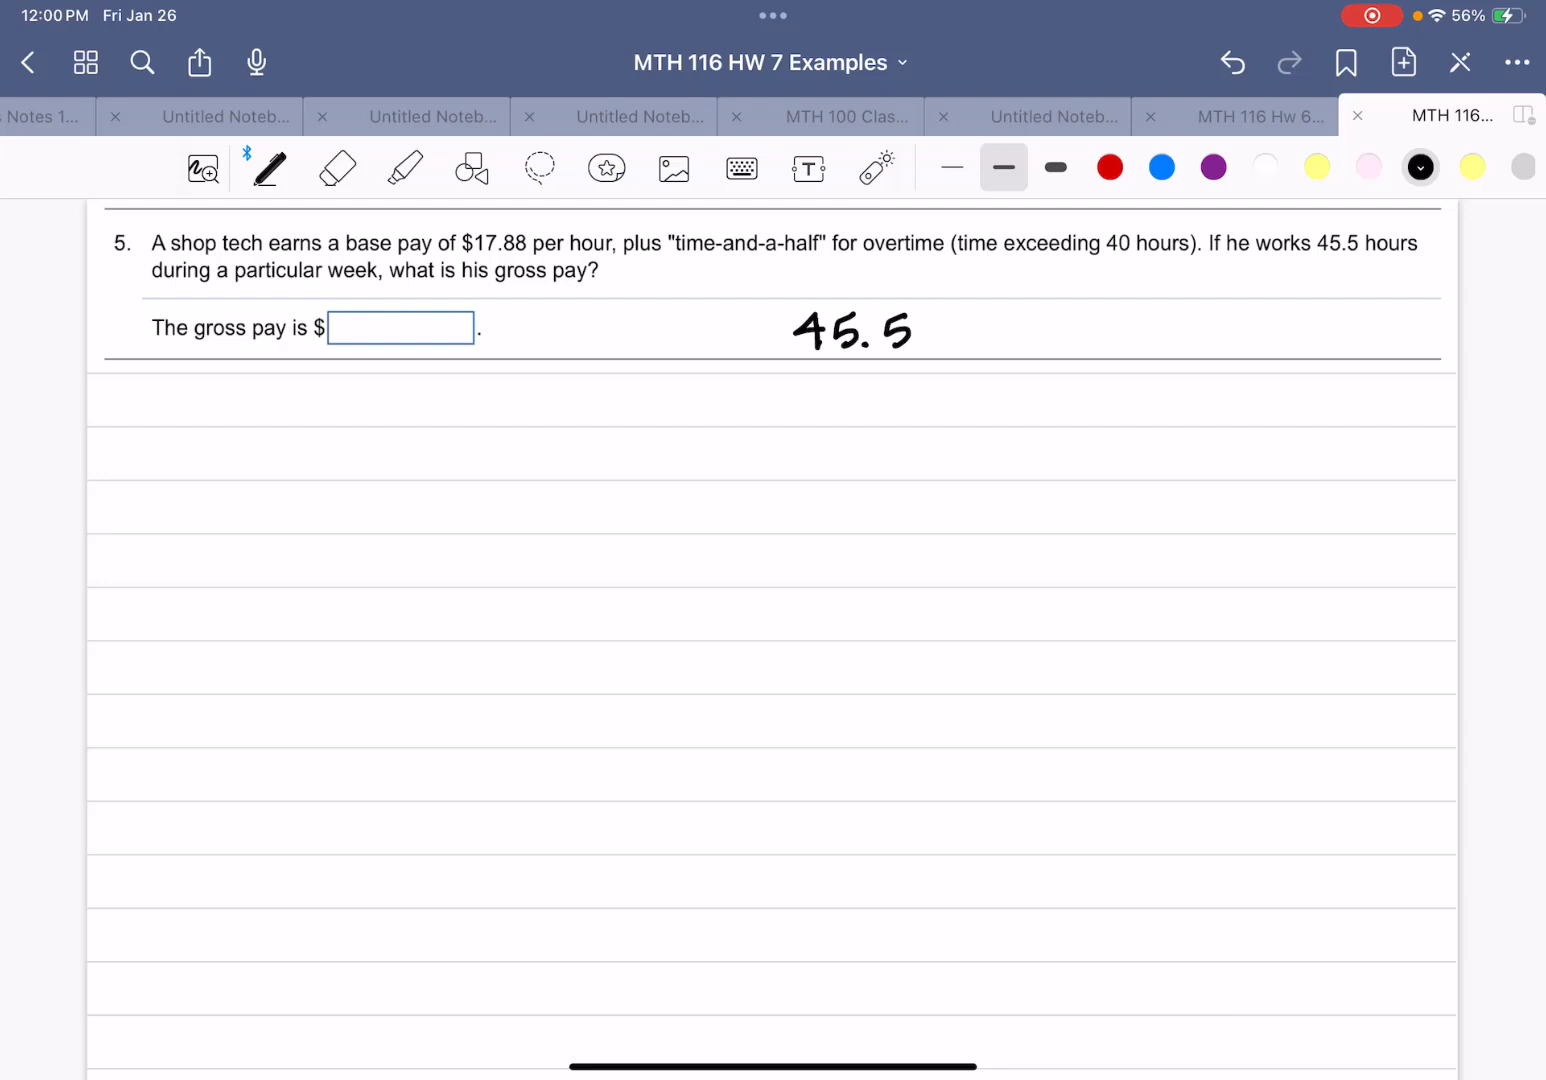 12:00 PM Fri Jan 26
56%
MTH 116 HW 7 Examples
Notes 1...
Untitled Noteb...
Untitled Noteb...
Untitled Noteb...
MTH 100 Clas...
Untitled Noteb...
MTH 116 Hw 6...
MTH 116...
5. A shop tech earns a base pay of $17.88 per hour, plus "time-and-a-half" for overtime (time exceeding 40 hours). If he works 45.5 hours
during a particular week, what is his gross pay?
The gross pay is $ .
45.5